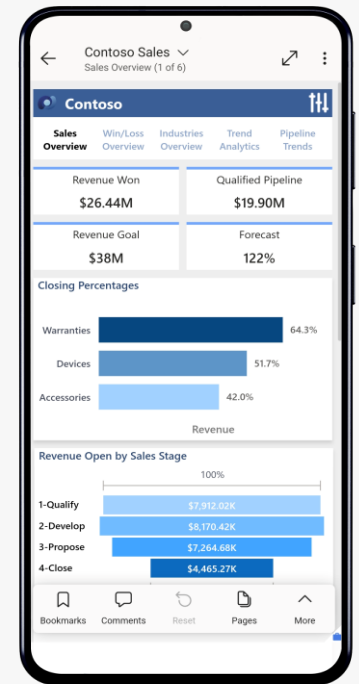 Contoso Sales
Sales Overview (1 of 6)
Contoso
Sales Overview
Win/Loss Overview
Industries Overview
Trend Analytics
Pipeline Trends
Revenue Won
$26.44M
Qualified Pipeline
$19.90M
Revenue Goal
$38M
Forecast
122%
Closing Percentages
Warranties 64.3%
Devices 51.7%
Accessories 42.0%
Revenue
Revenue Open by Sales Stage
100%
1-Qualify $7,912.02K
2-Develop $8,170.42K
3-Propose $7,264.68K
4-Close $4,465.27K
Bookmarks Comments Reset Pages More